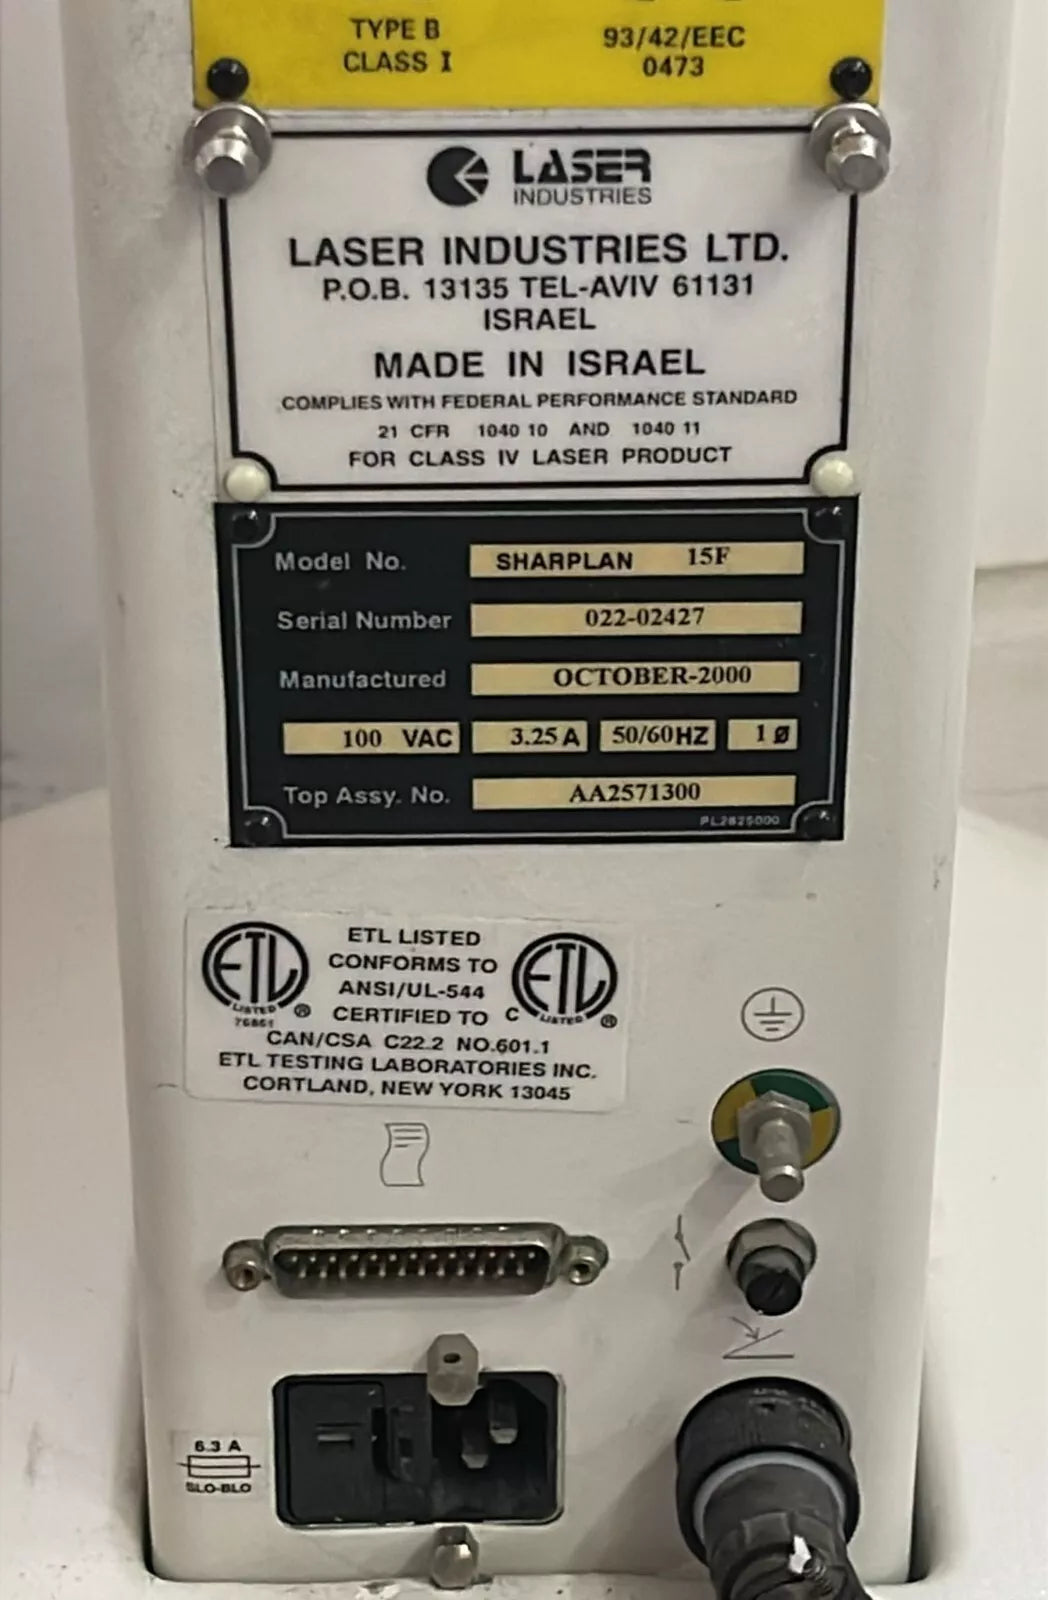 TYPE B
CLASS I
93/42/EEC
0473
LASER
INDUSTRIES
LASER INDUSTRIES LTD.
P.O.B. 13135 TEL-AVIV 61131
ISRAEL
MADE IN ISRAEL
COMPLIES WITH FEDERAL PERFORMANCE STANDARD
21 CFR 1040 10 AND 1040 11
FOR CLASS IV LASER PRODUCT
Model No. SHARPLAN 15F
Serial Number 022-02427
Manufactured OCTOBER-2000
100 VAC 3.25 A 50/60HZ 1 ø
Top Assy. No. AA2571300
PL2825000
ETL LISTED
CONFORMS TO
ANSI/UL-544
CERTIFIED TO
CAN/CSA C22.2 NO.601.1
ETL TESTING LABORATORIES INC.
CORTLAND, NEW YORK 13045
ETL
LISTED ®
76861
C ETL
LISTED ®
6.3 A
SLO-BLO